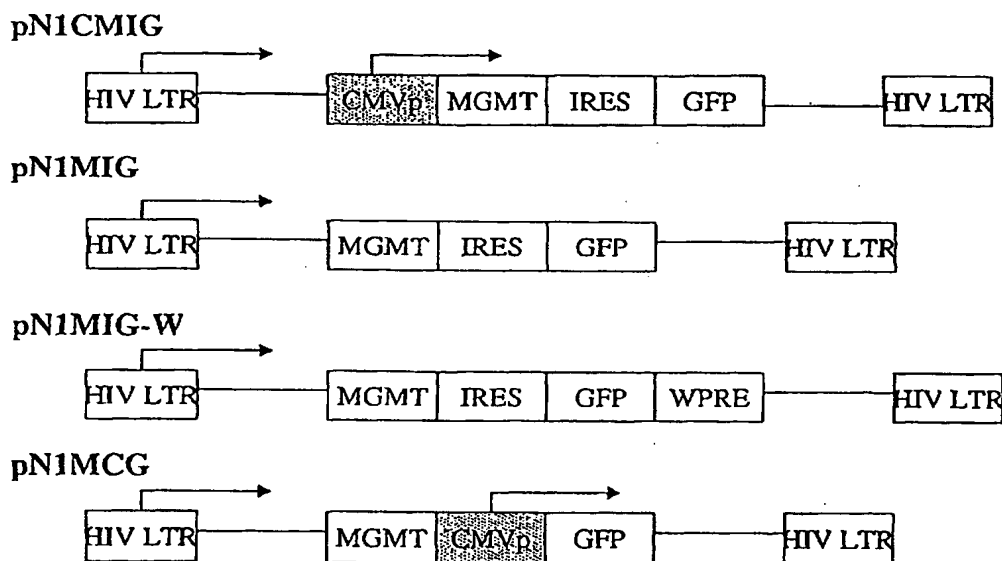 pN1CMIG
HIV LTR CMVp MGMT IRES GFP HIV LTR
pN1MIG
HIV LTR MGMT IRES GFP HIV LTR
pN1MIG-W
HIV LTR MGMT IRES GFP WPRE HIV LTR
pN1MCG
HIV LTR MGMT CMVp GFP HIV LTR